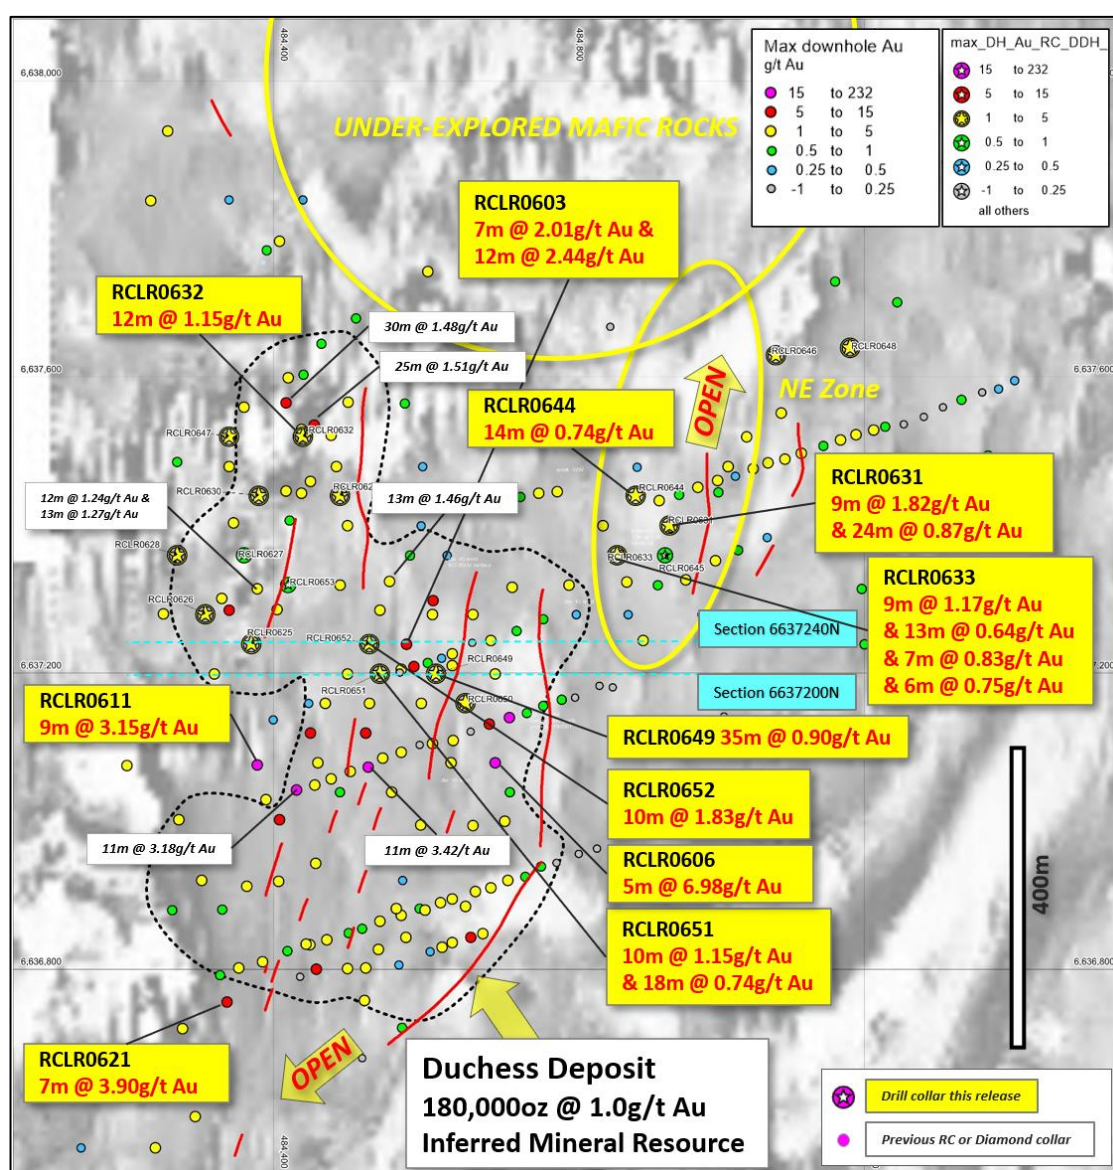 484,400
484,800
6,638,000
UNDER-EXPLORED MAFIC ROCKS
Max downhole Au
g/t Au
15 to 232
5 to 15
1 to 5
0.5 to 1
0.25 to 0.5
-1 to 0.25
max_DH_Au_RC_DDH_
15 to 232
5 to 15
1 to 5
0.5 to 1
0.25 to 0.5
-1 to 0.25
all others
RCLR0603
7m @ 2.01g/t Au &
12m @ 2.44g/t Au
RCLR0632
12m @ 1.15g/t Au
30m @ 1.48g/t Au
25m @ 1.51g/t Au
RCLR0646
RCLR0648
6,637,600
6,637,600
OPEN
NE Zone
RCLR0644
14m @ 0.74g/t Au
RCLR0647
RCLR0632
RCLR0631
9m @ 1.82g/t Au
& 24m @ 0.87g/t Au
12m @ 1.24g/t Au &
13m @ 1.27g/t Au
RCLR0630
13m @ 1.46g/t Au
RCLR0644
RCLR0631
RCLR0628
RCLR0627
RCLR0633
RCLR0645
RCLR0653
RCLR0633
9m @ 1.17g/t Au
& 13m @ 0.64g/t Au
& 7m @ 0.83g/t Au
& 6m @ 0.75g/t Au
RCLR0626
RCLR0625
RCLR0652
Section 6637240N
RCLR0649
6,637,200
RCLR0651
Section 6637200N
RCLR0650
RCLR0611
9m @ 3.15g/t Au
RCLR0649 35m @ 0.90g/t Au
RCLR0652
10m @ 1.83g/t Au
11m @ 3.18g/t Au
11m @ 3.42/t Au
RCLR0606
5m @ 6.98g/t Au
RCLR0651
10m @ 1.15g/t Au
& 18m @ 0.74g/t Au
400m
6,636,800
6,636,800
RCLR0621
7m @ 3.90g/t Au
OPEN
Duchess Deposit
180,000oz @ 1.0g/t Au
Inferred Mineral Resource
Drill collar this release
Previous RC or Diamond collar
484,400